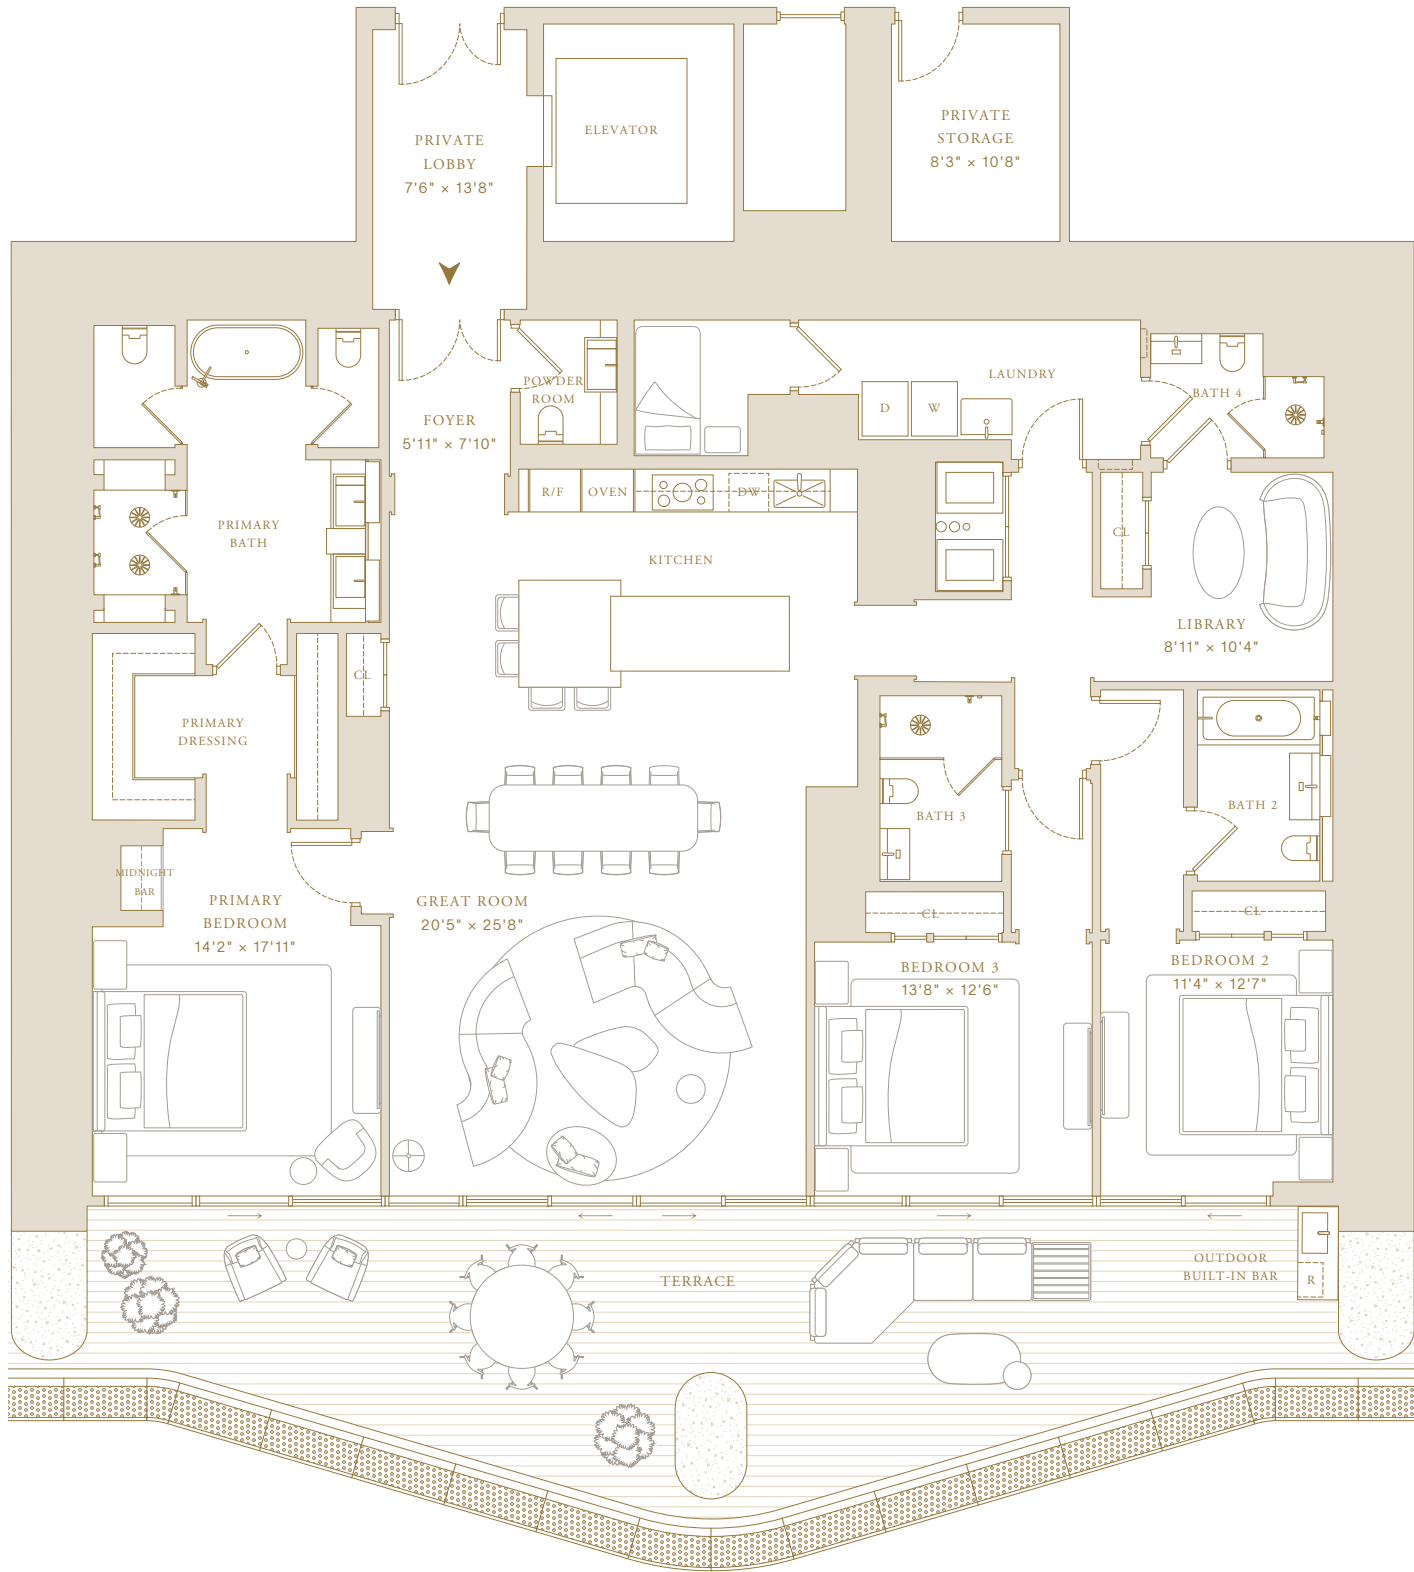 PRIVATE
LOBBY
7'6" × 13'8"
ELEVATOR
PRIVATE
STORAGE
8'3" × 10'8"
POWDER
ROOM
FOYER
5'11" × 7'10"
LAUNDRY
D
W
BATH 4
R/F
OVEN
DW
CL
PRIMARY
BATH
KITCHEN
LIBRARY
8'11" × 10'4"
CL
PRIMARY
DRESSING
BATH 3
BATH 2
MIDNIGHT
BAR
PRIMARY
BEDROOM
14'2" × 17'11"
GREAT ROOM
20'5" × 25'8"
CL
CL
BEDROOM 3
13'8" × 12'6"
BEDROOM 2
11'4" × 12'7"
TERRACE
OUTDOOR
BUILT-IN BAR
R